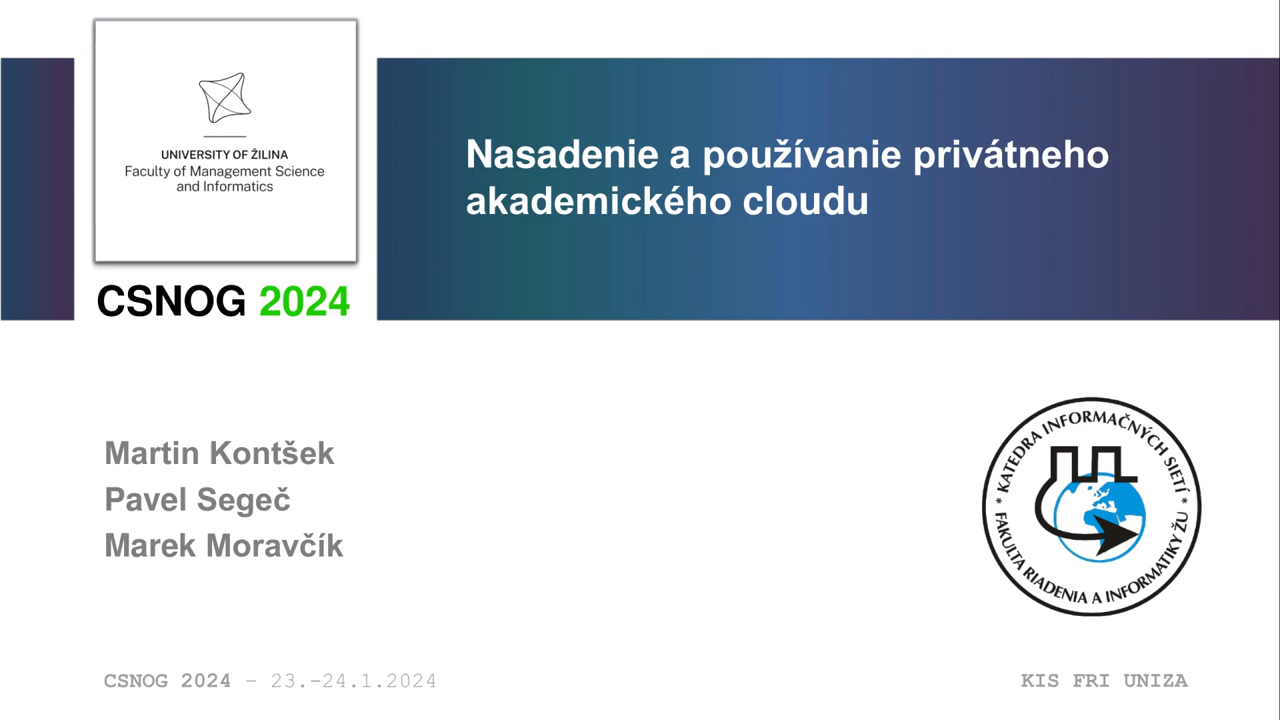 UNIVERSITY OF ŽILINA
Faculty of Management Science
and Informatics
CSNOG 2024
Nasadenie a používanie privátneho
akademického cloudu
Martin Kontšek
Pavel Segeč
Marek Moravčík
* KATEDRA INFORMAČNÝCH SIETÍ *
FAKULTA RIADENIA A INFORMATIKY ŽU
CSNOG 2024 – 23.-24.1.2024
KIS FRI UNIZA